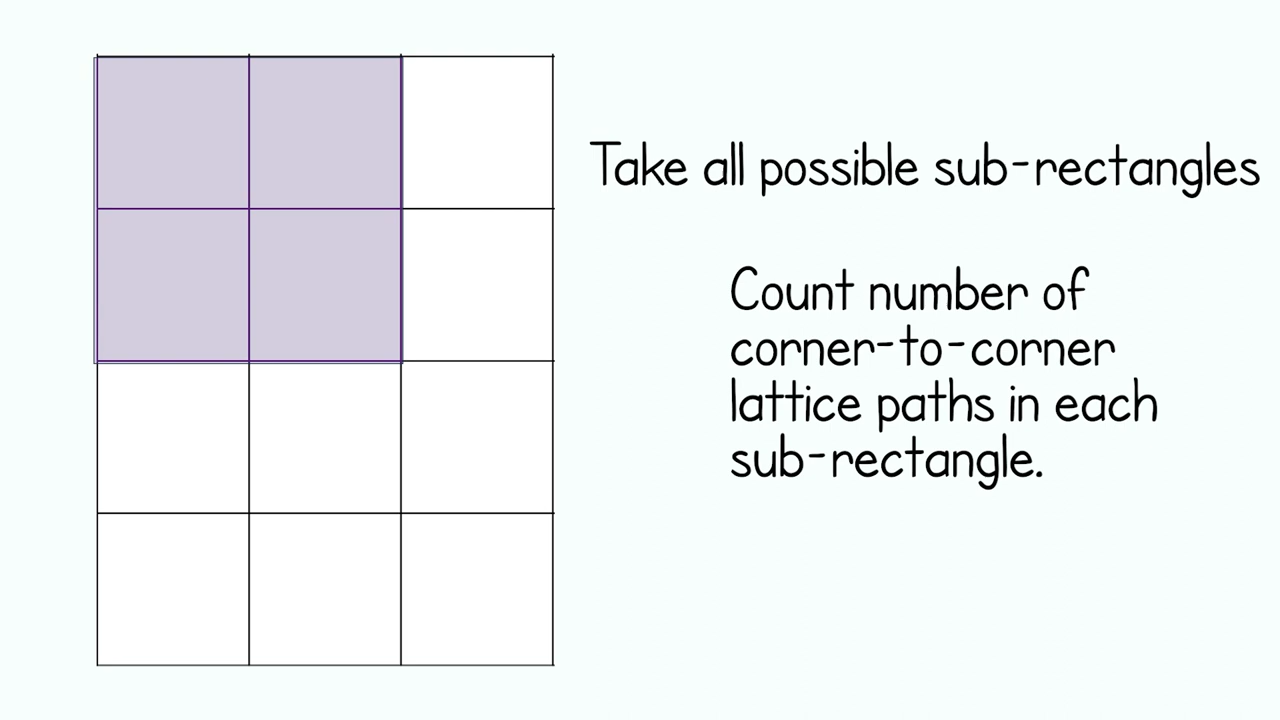 Take all possible sub-rectangles
Count number of
corner-to-corner
lattice paths in each
sub-rectangle.